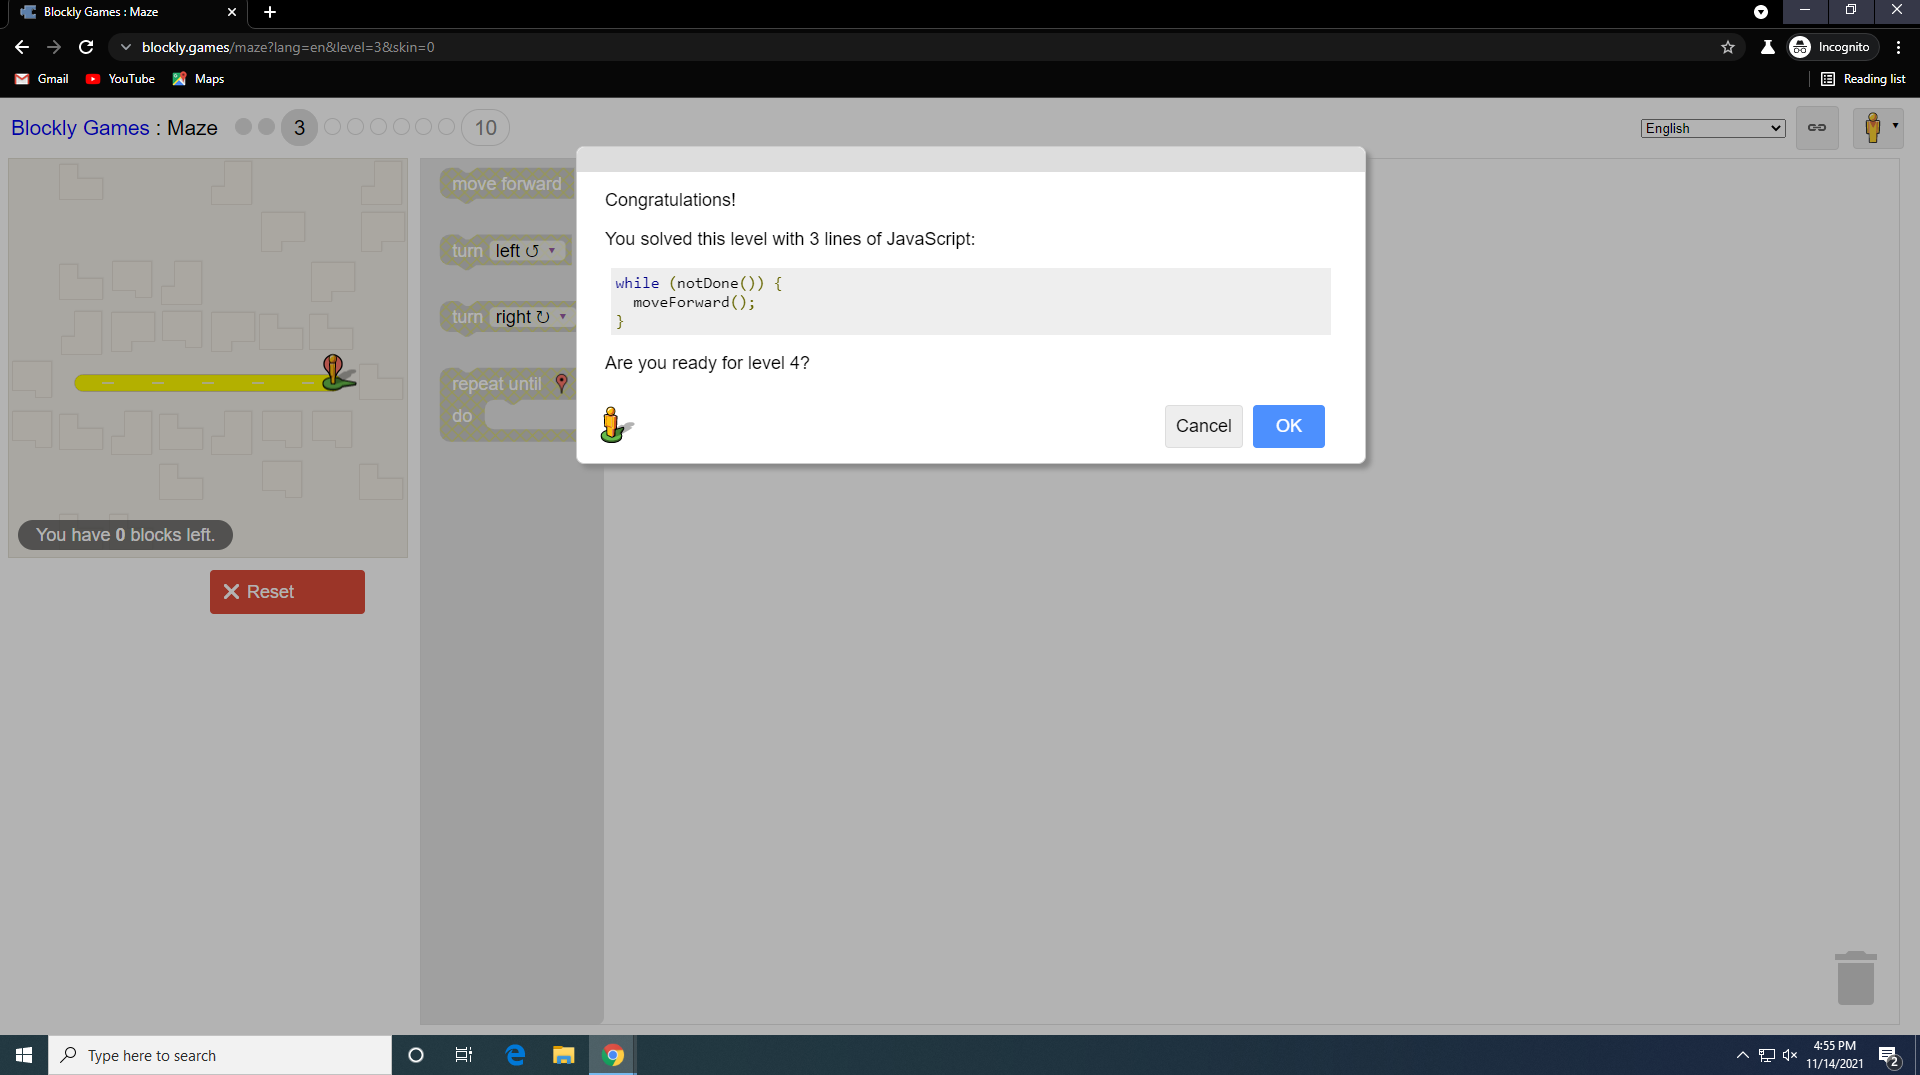 Blockly Games : Maze
blockly.games/maze?lang=en&level=3&skin=0
Incognito
Gmail
YouTube
Maps
Reading list
Blockly Games : Maze
3
10
English
move forward
turn left ↺ ▾
turn right ↻ ▾
repeat until
do
Congratulations!
You solved this level with 3 lines of JavaScript:
while (notDone()) {
moveForward();
}
Are you ready for level 4?
Cancel
OK
You have 0 blocks left.
Reset
Type here to search
4:55 PM
11/14/2021
2